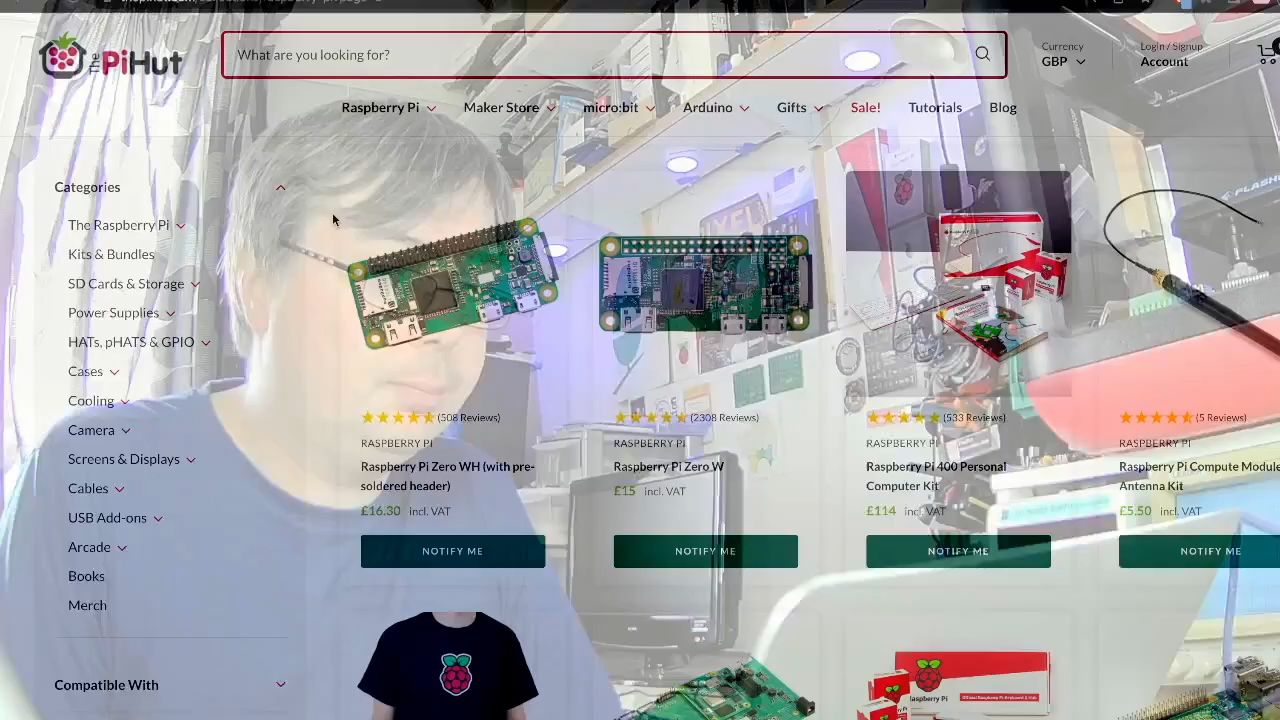 The PiHut
What are you looking for?
Currency
GBP
Login / Signup
Account
Raspberry Pi
Maker Store
micro:bit
Arduino
Gifts
Sale!
Tutorials
Blog
Categories
The Raspberry Pi
Kits & Bundles
SD Cards & Storage
Power Supplies
HATs, pHATS & GPIO
Cases
Cooling
Camera
Screens & Displays
Cables
USB Add-ons
Arcade
Books
Merch
Compatible With
(508 Reviews)
RASPBERRY PI
Raspberry Pi Zero WH (with pre-
soldered header)
£16.30 incl. VAT
NOTIFY ME
(2308 Reviews)
RASPBERRY PI
Raspberry Pi Zero W
£15 incl. VAT
NOTIFY ME
(533 Reviews)
RASPBERRY PI
Raspberry Pi 400 Personal
Computer Kit
£114 incl. VAT
NOTIFY ME
(5 Reviews)
RASPBERRY PI
Raspberry Pi Compute Module
Antenna Kit
£5.50 incl. VAT
NOTIFY ME